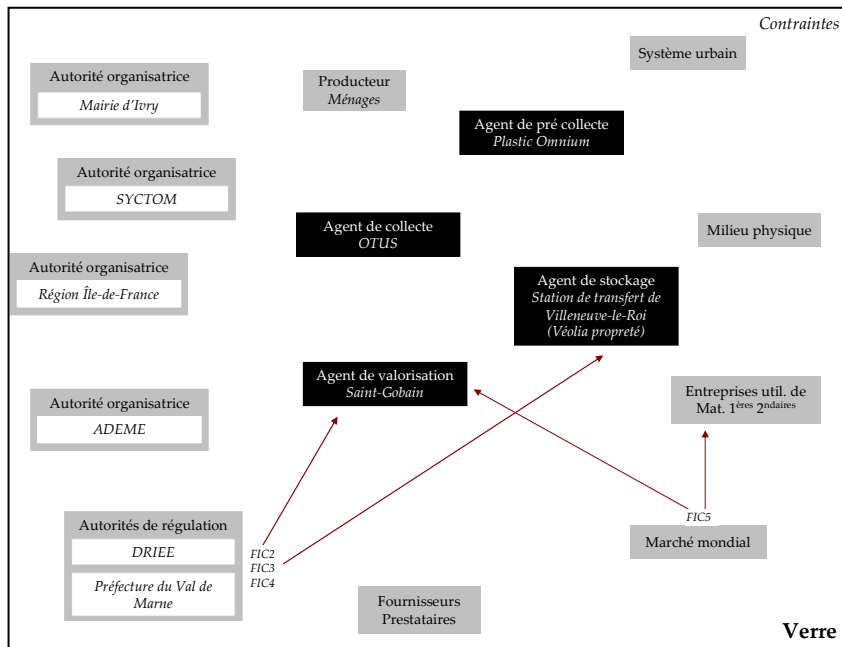 Contraintes
Système urbain
Autorité organisatrice
Mairie d'Ivry
Producteur
Ménages
Agent de pré collecte
Plastic Omnium
Autorité organisatrice
SYCTOM
Agent de collecte
OTUS
Milieu physique
Autorité organisatrice
Région Île-de-France
Agent de stockage
Station de transfert de
Villeneuve-le-Roi
(Véolia propreté)
Agent de valorisation
Saint-Gobain
Entreprises util. de
Mat. 1ères 2ndaires
Autorité organisatrice
ADEME
Autorités de régulation
DRIEE
Préfecture du Val de
Marne
FIC2
FIC3
FIC4
FIC5
Marché mondial
Fournisseurs
Prestataires
Verre